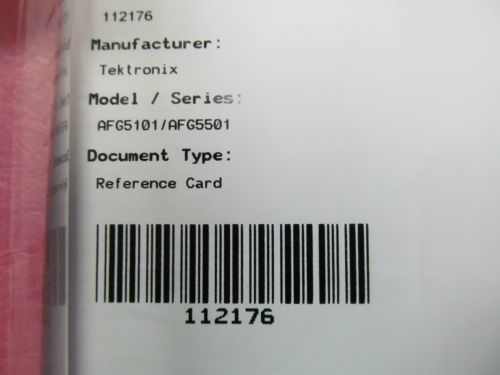 112176
Manufacturer:
Tektronix
Model / Series:
AFG5101/AFG5501
Document Type:
Reference Card
112176